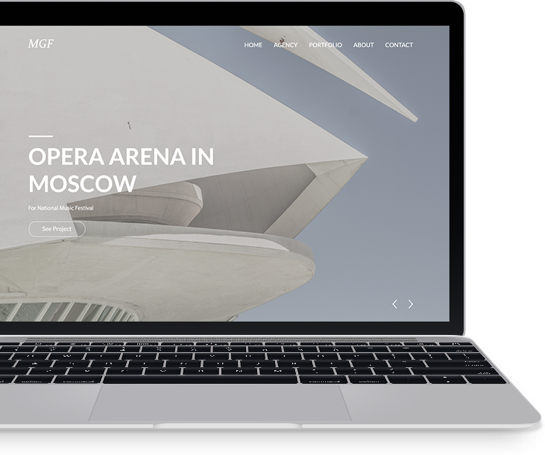 MGF
HOME AGENCY PORTFOLIO ABOUT CONTACT
OPERA ARENA IN
MOSCOW
For National Music Festival
See Project